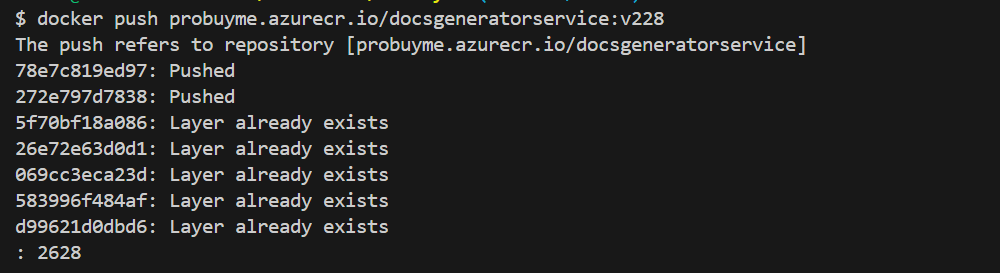 $ docker push probuyme.azurecr.io/docsgeneratorservice:v228
The push refers to repository [probuyme.azurecr.io/docsgeneratorservice]
78e7c819ed97: Pushed
272e797d7838: Pushed
5f70bf18a086: Layer already exists
26e72e63d0d1: Layer already exists
069cc3eca23d: Layer already exists
583996f484af: Layer already exists
d99621d0dbd6: Layer already exists
: 2628